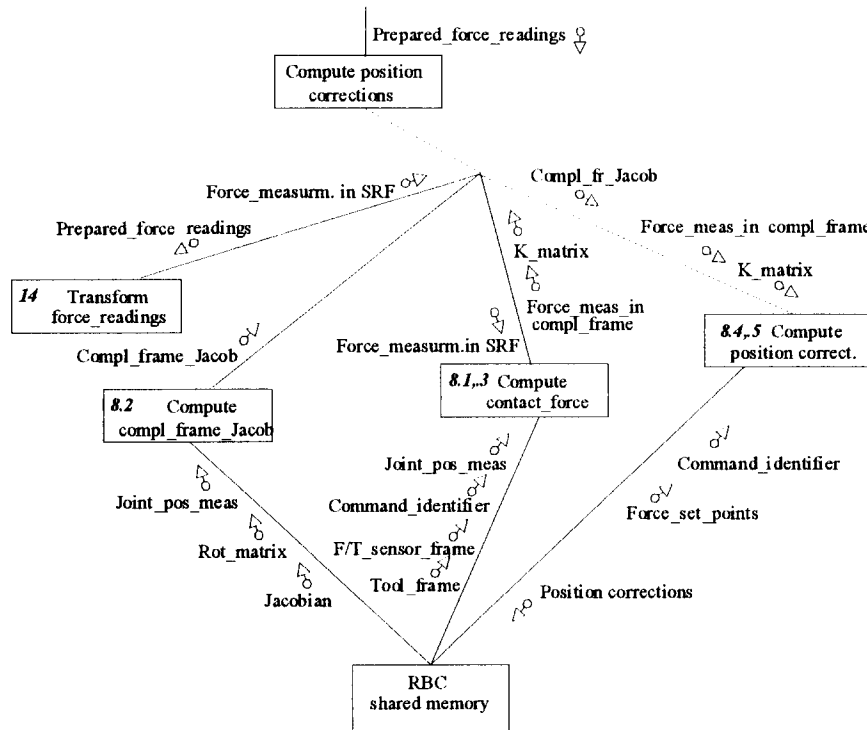 Prepared_force_readings
Compute position
corrections
Force_measurm. in SRF
Compl_fr_Jacob
Prepared_force_readings
K_matrix
Force_meas_in compl_frame
K_matrix
14 Transform
force_readings
Force_meas_in
compl_frame
Compl_frame_Jacob
Force_measurm.in SRF
8.4,.5 Compute
position correct.
8.2 Compute
compl_frame_Jacob
8.1,.3 Compute
contact_force
Joint_pos_meas
Command_identifier
Joint_pos_meas
Command_identifier
Force_set_points
Rot_matrix
F/T_sensor_frame
Jacobian
Tool_frame
Position corrections
RBC
shared memory